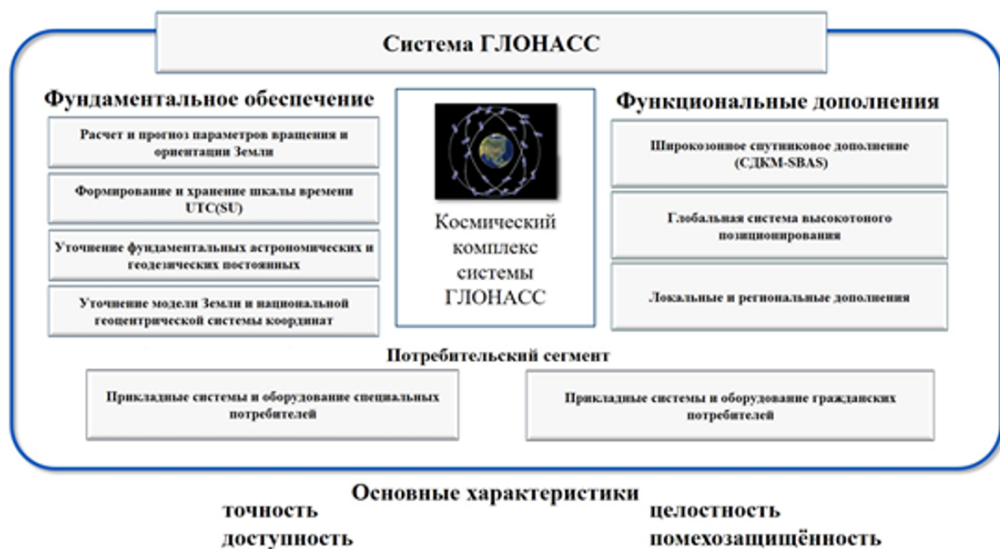 Система ГЛОНАСС
Фундаментальное обеспечение
Расчет и прогноз параметров вращения и
ориентации Земли
Формирование и хранение шкалы времени
UTC(SU)
Уточнение фундаментальных астрономических и
геодезических постоянных
Уточнение модели Земли и национальной
геоцентрической системы координат
Космический
комплекс
системы
ГЛОНАСС
Функциональные дополнения
Широкозонное спутниковое дополнение
(СДКМ-SBAS)
Глобальная система высокотоного
позиционирования
Локальные и региональные дополнения
Потребительский сегмент
Прикладные системы и оборудование специальных
потребителей
Прикладные системы и оборудование гражданских
потребителей
Основные характеристики
точность
целостность
доступность
помехозащищённость